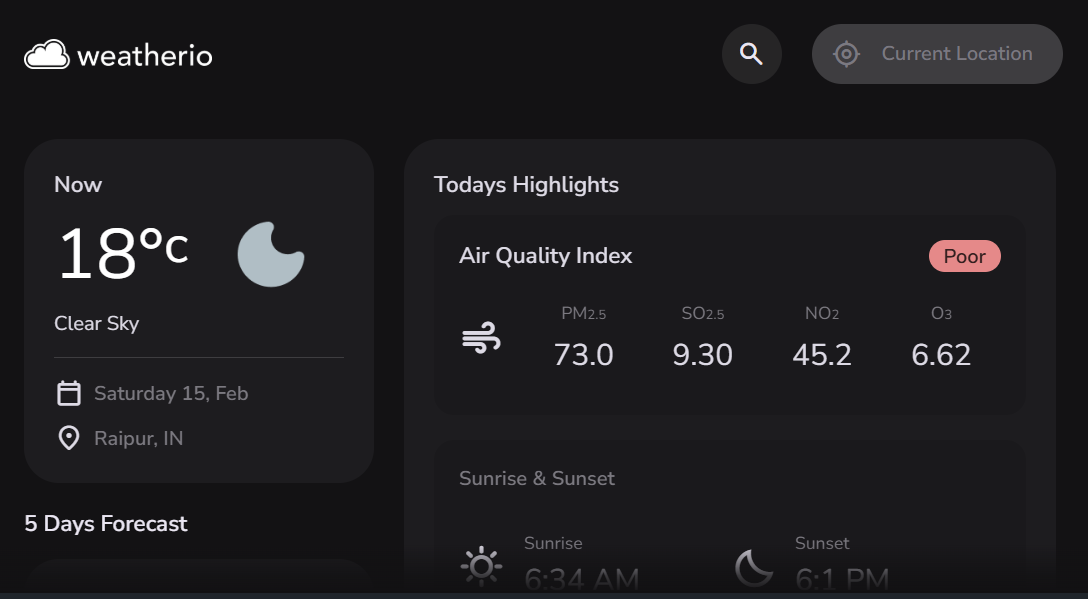 weatherio
Current Location
Now
18°c
Clear Sky
Saturday 15, Feb
Raipur, IN
5 Days Forecast
Todays Highlights
Air Quality Index
Poor
PM2.5 SO2.5 NO2 O3
73.0 9.30 45.2 6.62
Sunrise & Sunset
Sunrise Sunset
6:34 AM 6:1 PM